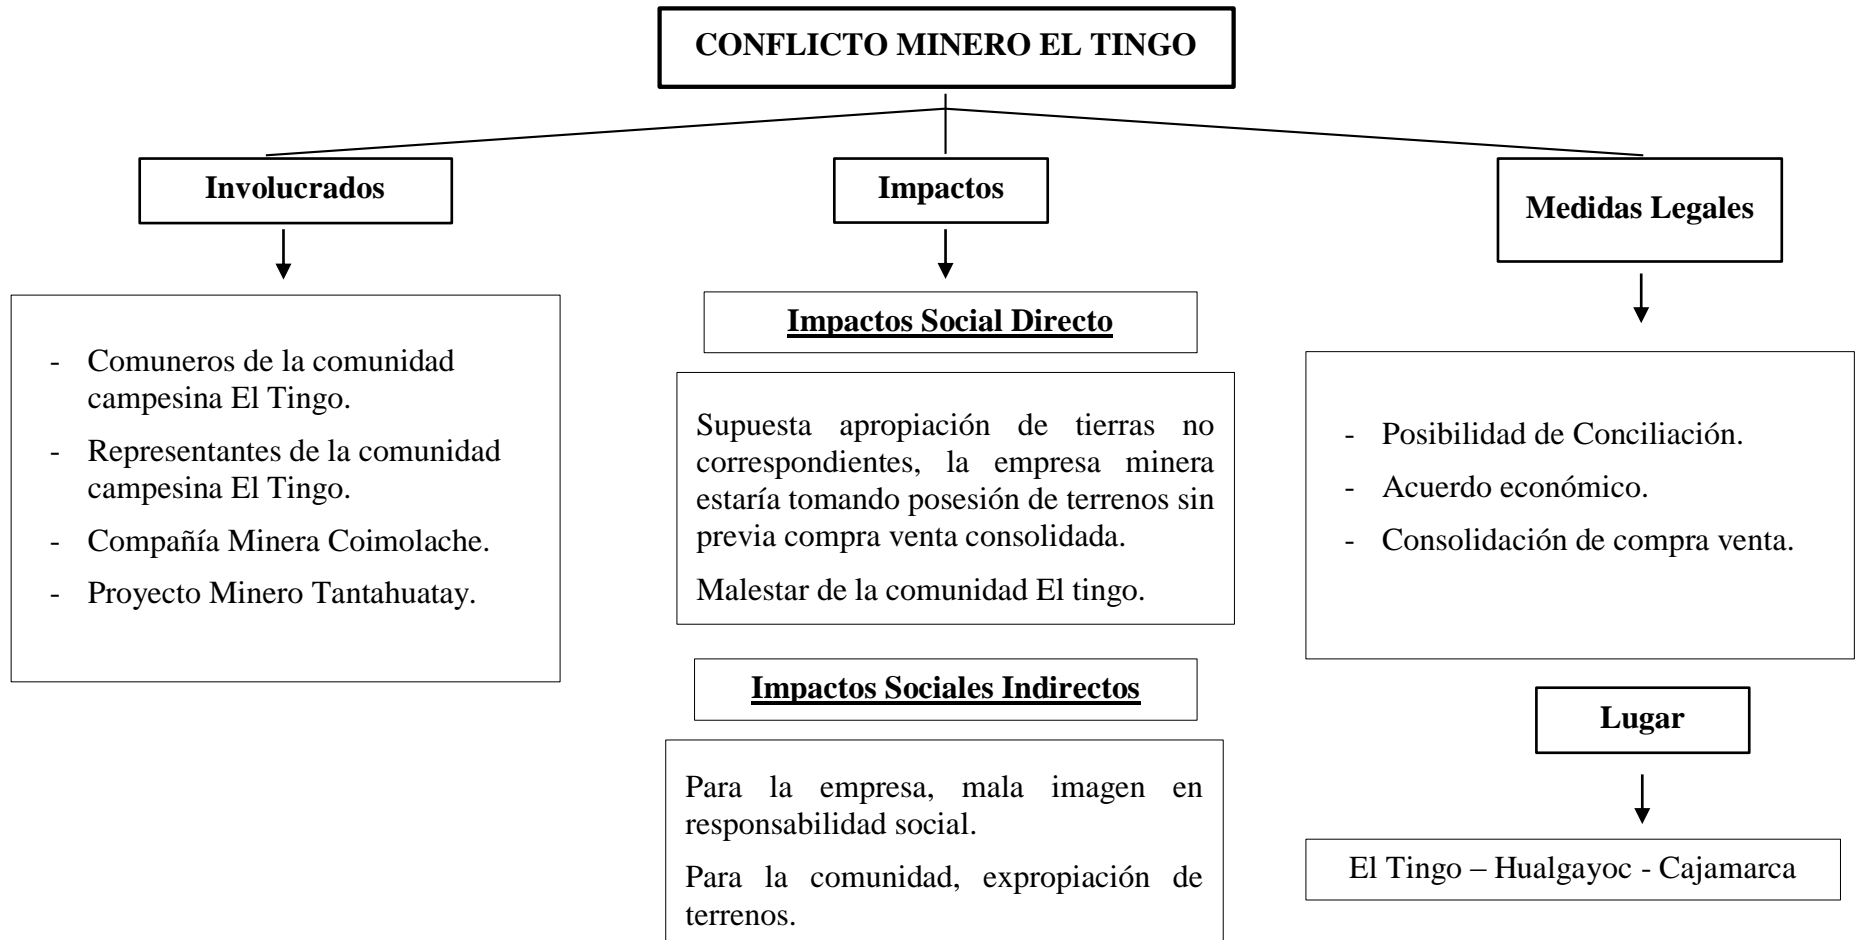 CONFLICTO MINERO EL TINGO
Involucrados
- Comuneros de la comunidad
campesina El Tingo.
- Representantes de la comunidad
campesina El Tingo.
- Compañía Minera Coimolache.
- Proyecto Minero Tantahuatay.
Impactos
Impactos Social Directo
Supuesta apropiación de tierras no
correspondientes, la empresa minera
estaría tomando posesión de terrenos sin
previa compra venta consolidada.
Malestar de la comunidad El tingo.
Impactos Sociales Indirectos
Para la empresa, mala imagen en
responsabilidad social.
Para la comunidad, expropiación de
terrenos.
Medidas Legales
- Posibilidad de Conciliación.
- Acuerdo económico.
- Consolidación de compra venta.
Lugar
El Tingo – Hualgayoc - Cajamarca